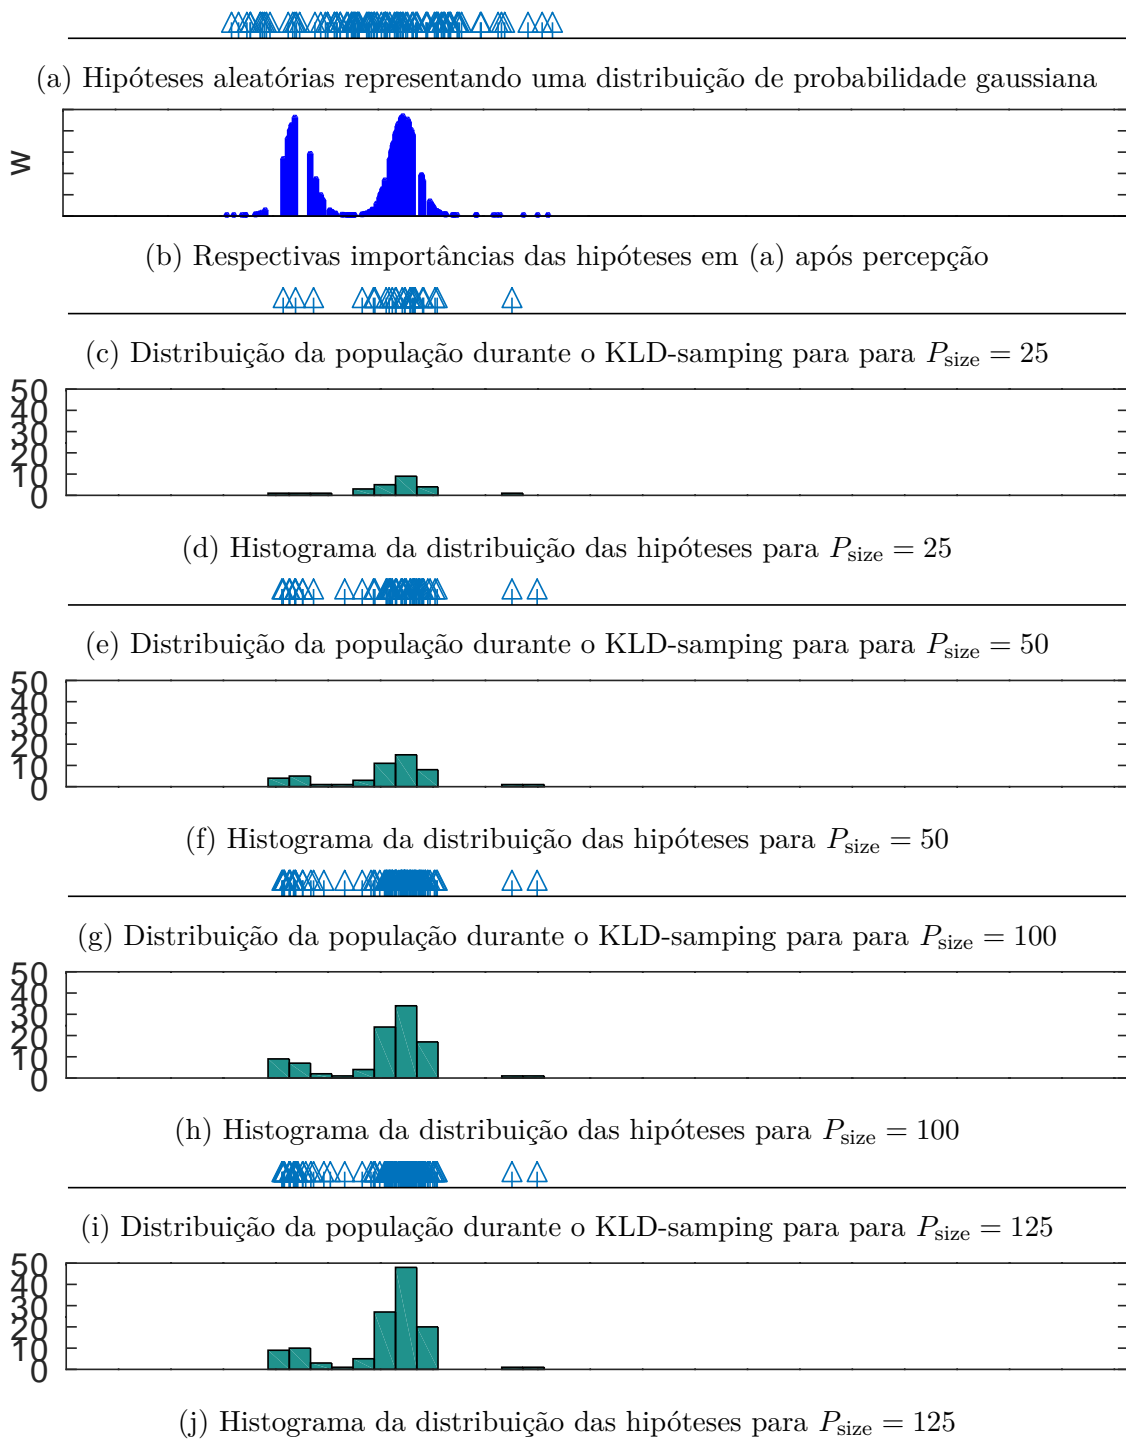 (a) Hipóteses aleatórias representando uma distribuição de probabilidade gaussiana
w
(b) Respectivas importâncias das hipóteses em (a) após percepção
(c) Distribuição da população durante o KLD-samping para para P_size = 25
50
40
30
20
10
0
(d) Histograma da distribuição das hipóteses para P_size = 25
(e) Distribuição da população durante o KLD-samping para para P_size = 50
50
40
30
20
10
0
(f) Histograma da distribuição das hipóteses para P_size = 50
(g) Distribuição da população durante o KLD-samping para para P_size = 100
50
40
30
20
10
0
(h) Histograma da distribuição das hipóteses para P_size = 100
(i) Distribuição da população durante o KLD-samping para para P_size = 125
50
40
30
20
10
0
(j) Histograma da distribuição das hipóteses para P_size = 125